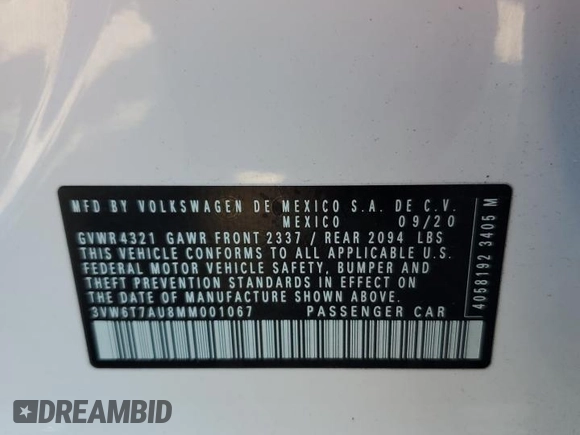 MFD BY VOLKSWAGEN DE MEXICO S.A. DE C.V.
MEXICO 09/20
GVWR4321 GAWR FRONT 2337 / REAR 2094 LBS
THIS VEHICLE CONFORMS TO ALL APPLICABLE U.S.
FEDERAL MOTOR VEHICLE SAFETY, BUMPER AND
THEFT PREVENTION STANDARDS IN EFFECT ON
THE DATE OF MANUFACTURE SHOWN ABOVE.
3VW6T7AU8MM001067 PASSENGER CAR
4058192 3405 M
DREAMBID